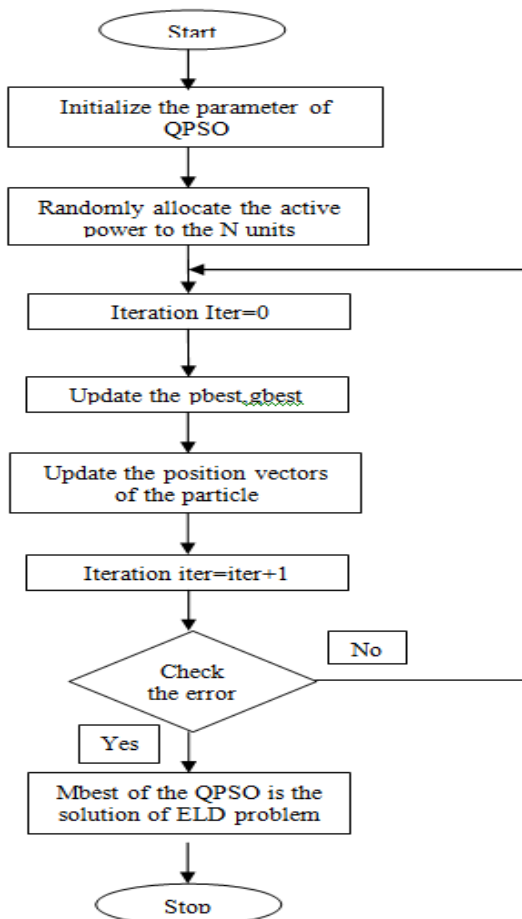 Start
Initialize the parameter of
QPSO
Randomly allocate the active
power to the N units
Iteration Iter=0
Update the pbest,gbest
Update the position vectors
of the particle
Iteration iter=iter+1
Check
the error
No
Yes
Mbest of the QPSO is the
solution of ELD problem
Stop